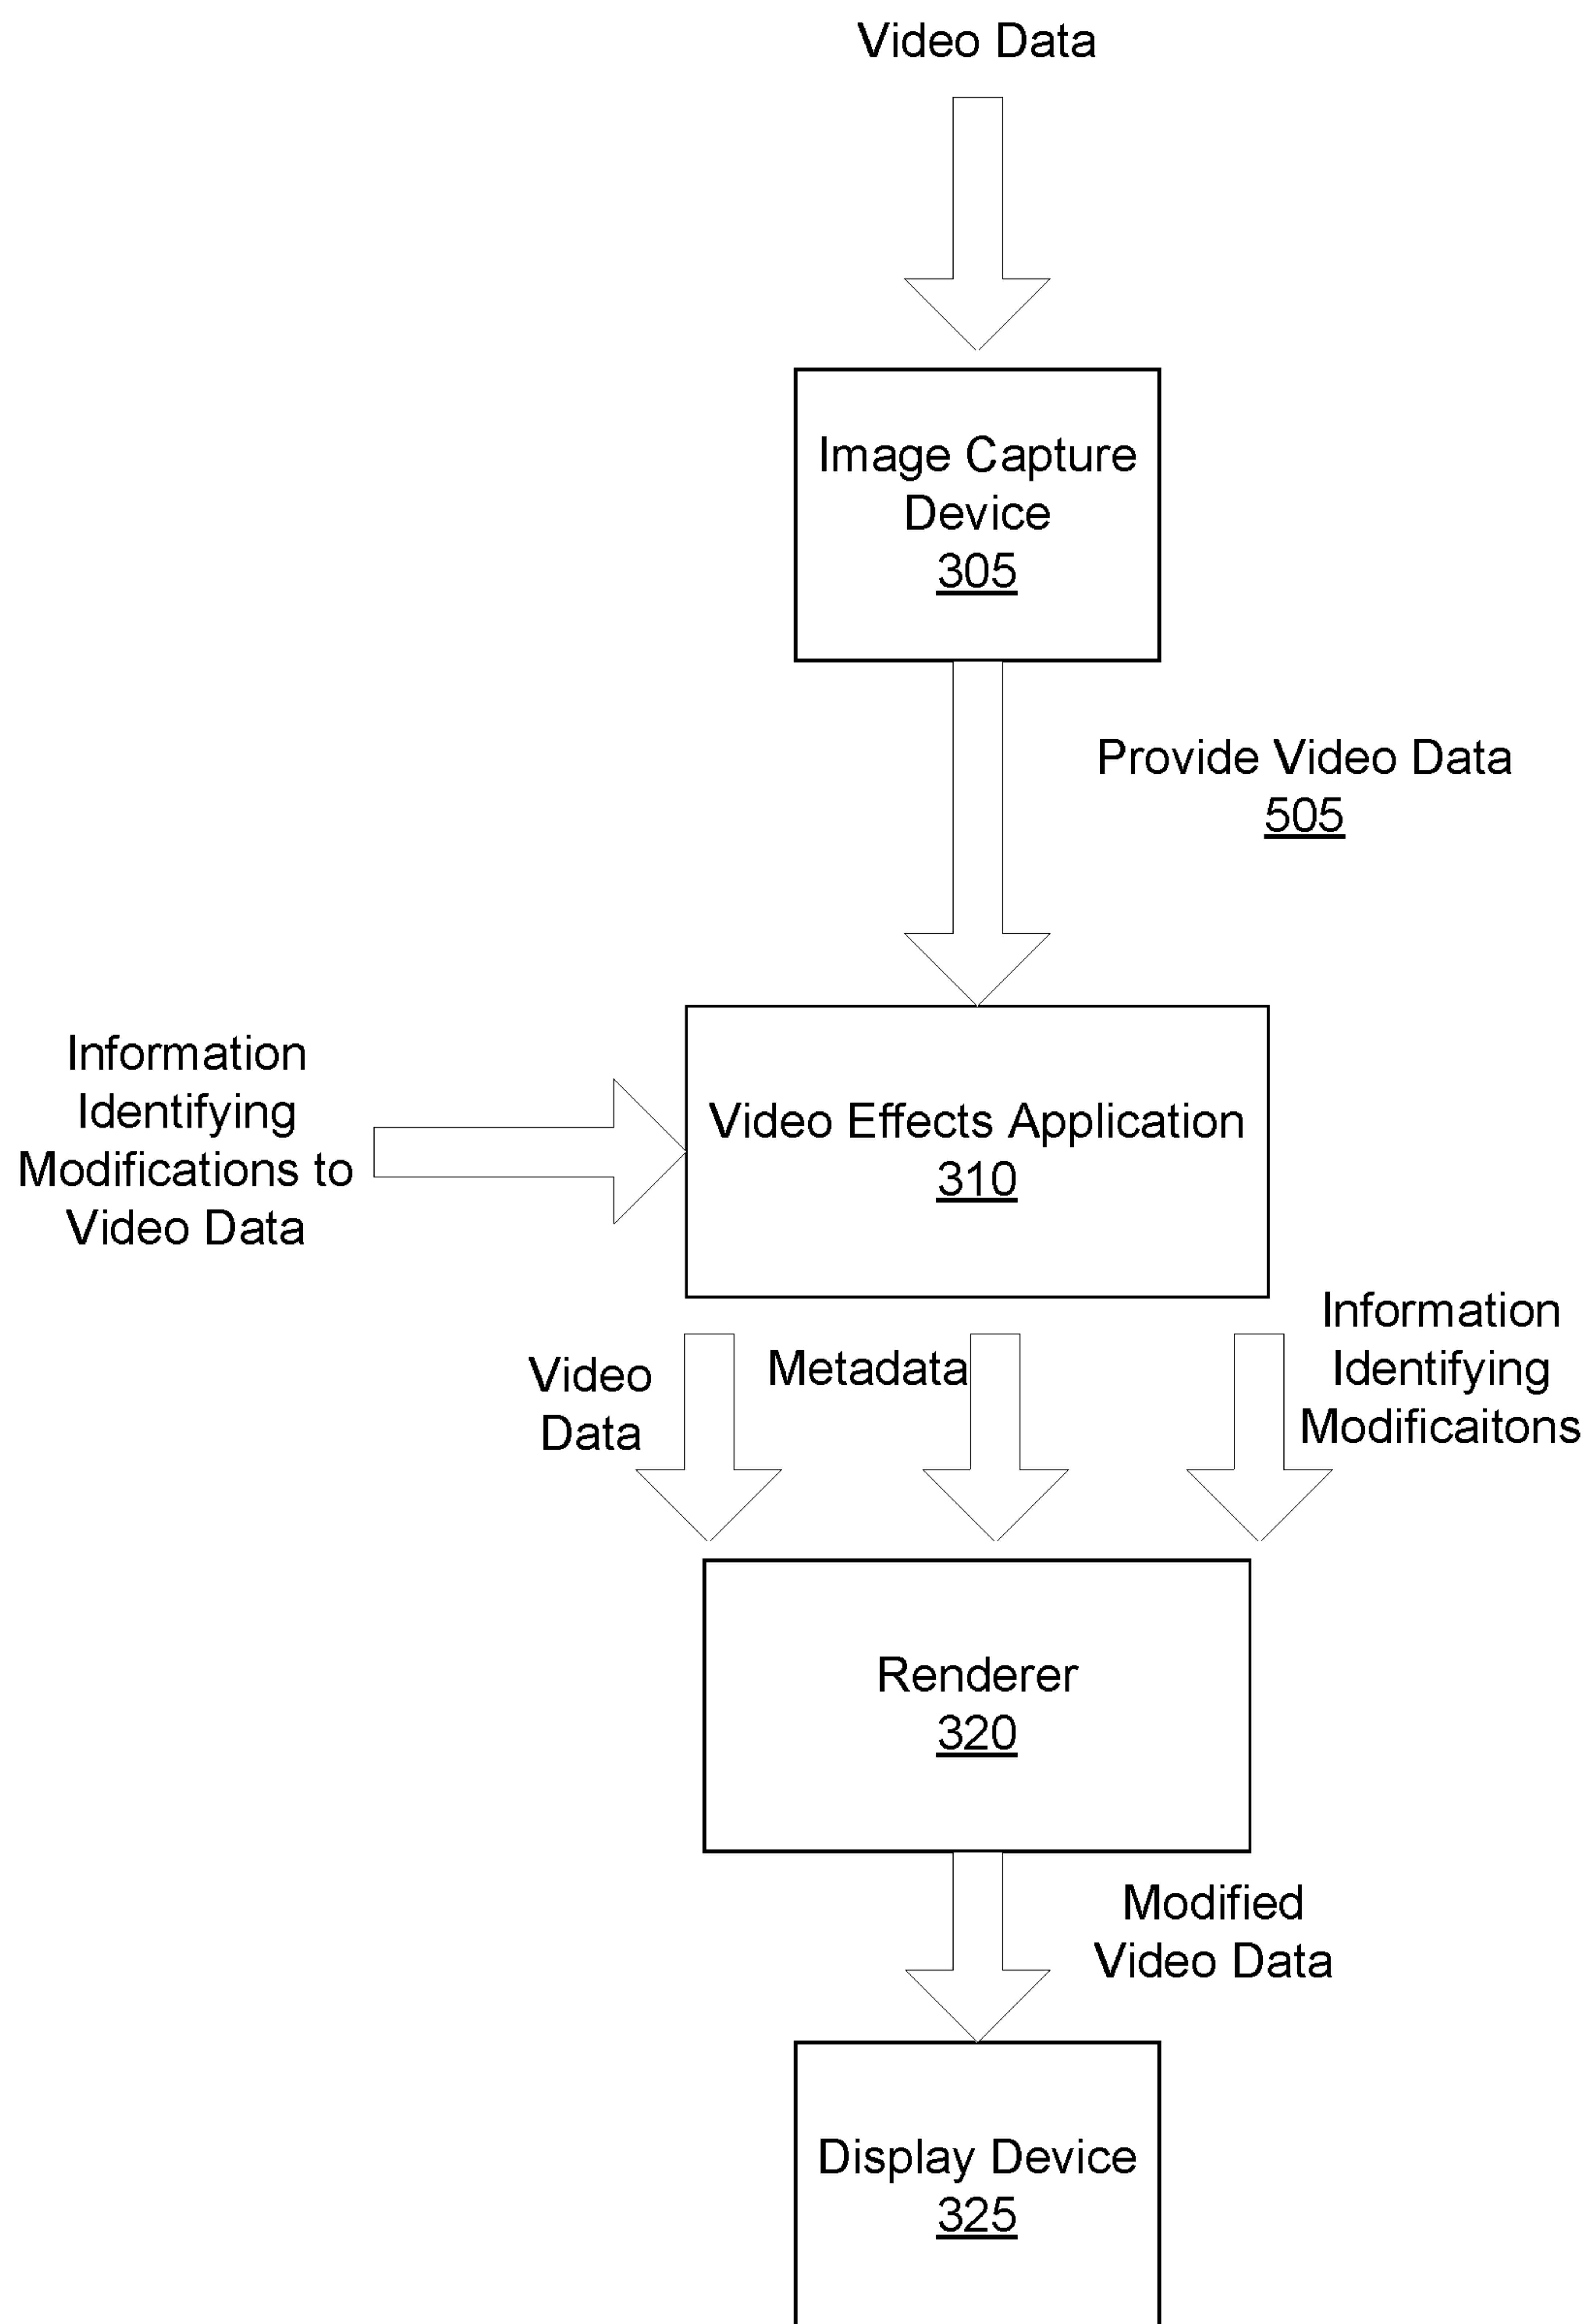 Video Data
Image Capture
Device
305
Provide Video Data
505
Information
Identifying
Modifications to
Video Data
Video Effects Application
310
Video
Data
Metadata
Information
Identifying
Modificaitons
Renderer
320
Modified
Video Data
Display Device
325